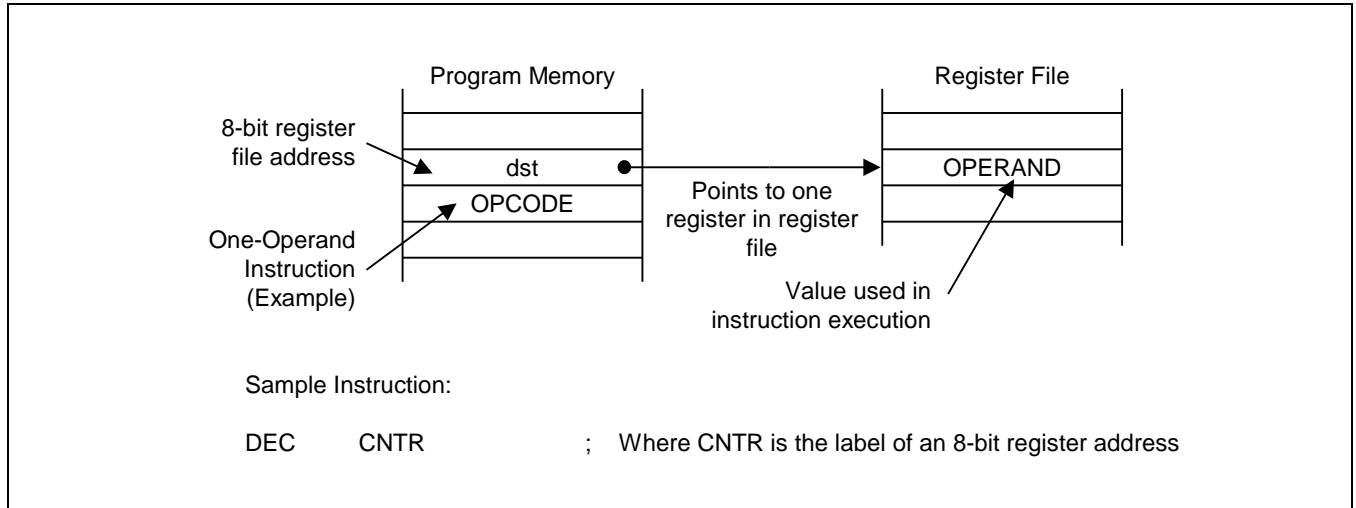 Program Memory
Register File
8-bit register
file address
dst
OPERAND
OPCODE
Points to one
register in register
file
One-Operand
Instruction
(Example)
Value used in
instruction execution
Sample Instruction:
DEC CNTR ; Where CNTR is the label of an 8-bit register address